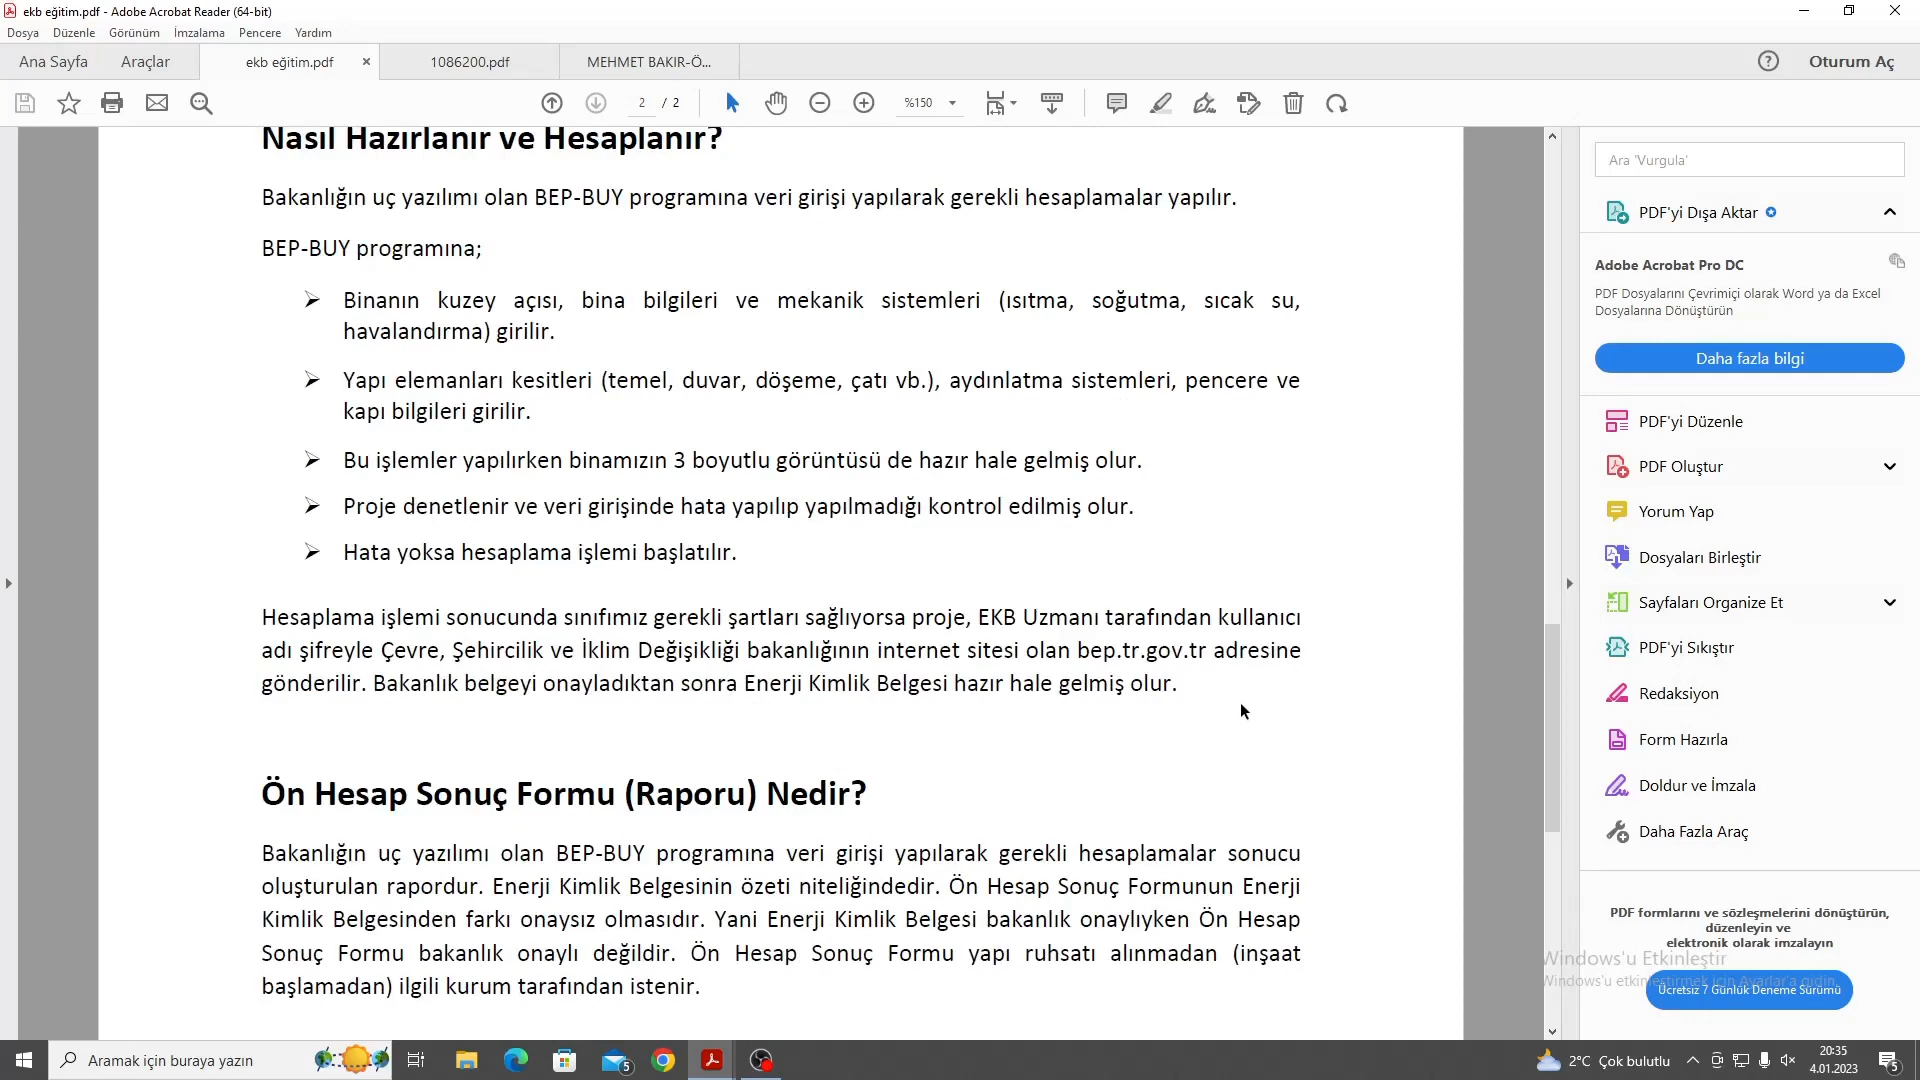 ekb eğitim.pdf - Adobe Acrobat Reader (64-bit)
Dosya Düzenle Görünüm İmzalama Pencere Yardım
Ana Sayfa Araçlar ekb eğitim.pdf 1086200.pdf MEHMET BAKIR-Ö... Oturum Aç
2 / 2 %150
Nasıl Hazırlanır ve Hesaplanır?
Bakanlığın uç yazılımı olan BEP-BUY programına veri girişi yapılarak gerekli hesaplamalar yapılır.
BEP-BUY programına;
Binanın kuzey açısı, bina bilgileri ve mekanik sistemleri (ısıtma, soğutma, sıcak su,
havalandırma) girilir.
Yapı elemanları kesitleri (temel, duvar, döşeme, çatı vb.), aydınlatma sistemleri, pencere ve
kapı bilgileri girilir.
Bu işlemler yapılırken binamızın 3 boyutlu görüntüsü de hazır hale gelmiş olur.
Proje denetlenir ve veri girişinde hata yapılıp yapılmadığı kontrol edilmiş olur.
Hata yoksa hesaplama işlemi başlatılır.
Hesaplama işlemi sonucunda sınıfımız gerekli şartları sağlıyorsa proje, EKB Uzmanı tarafından kullanıcı
adı şifreyle Çevre, Şehircilik ve İklim Değişikliği bakanlığının internet sitesi olan bep.tr.gov.tr adresine
gönderilir. Bakanlık belgeyi onayladıktan sonra Enerji Kimlik Belgesi hazır hale gelmiş olur.
Ön Hesap Sonuç Formu (Raporu) Nedir?
Bakanlığın uç yazılımı olan BEP-BUY programına veri girişi yapılarak gerekli hesaplamalar sonucu
oluşturulan rapordur. Enerji Kimlik Belgesinin özeti niteliğindedir. Ön Hesap Sonuç Formunun Enerji
Kimlik Belgesinden farkı onaysız olmasıdır. Yani Enerji Kimlik Belgesi bakanlık onaylıyken Ön Hesap
Sonuç Formu bakanlık onaylı değildir. Ön Hesap Sonuç Formu yapı ruhsatı alınmadan (inşaat
başlamadan) ilgili kurum tarafından istenir.
Ara 'Vurgula'
PDF'yi Dışa Aktar
Adobe Acrobat Pro DC
PDF Dosyalarını Çevrimiçi olarak Word ya da Excel
Dosyalarına Dönüştürün
Daha fazla bilgi
PDF'yi Düzenle
PDF Oluştur
Yorum Yap
Dosyaları Birleştir
Sayfaları Organize Et
PDF'yi Sıkıştır
Redaksiyon
Form Hazırla
Doldur ve İmzala
Daha Fazla Araç
PDF formlarını ve sözleşmelerini dönüştürün,
düzenleyin ve
elektronik olarak imzalayın
Windows'u Etkinleştir
Windows'u etkinleştirmek için Ayarlar'a gidin.
Ücretsiz 7 Günlük Deneme Sürümü
Aramak için buraya yazın
5
2°C Çok bulutlu
20:35
4.01.2023
5